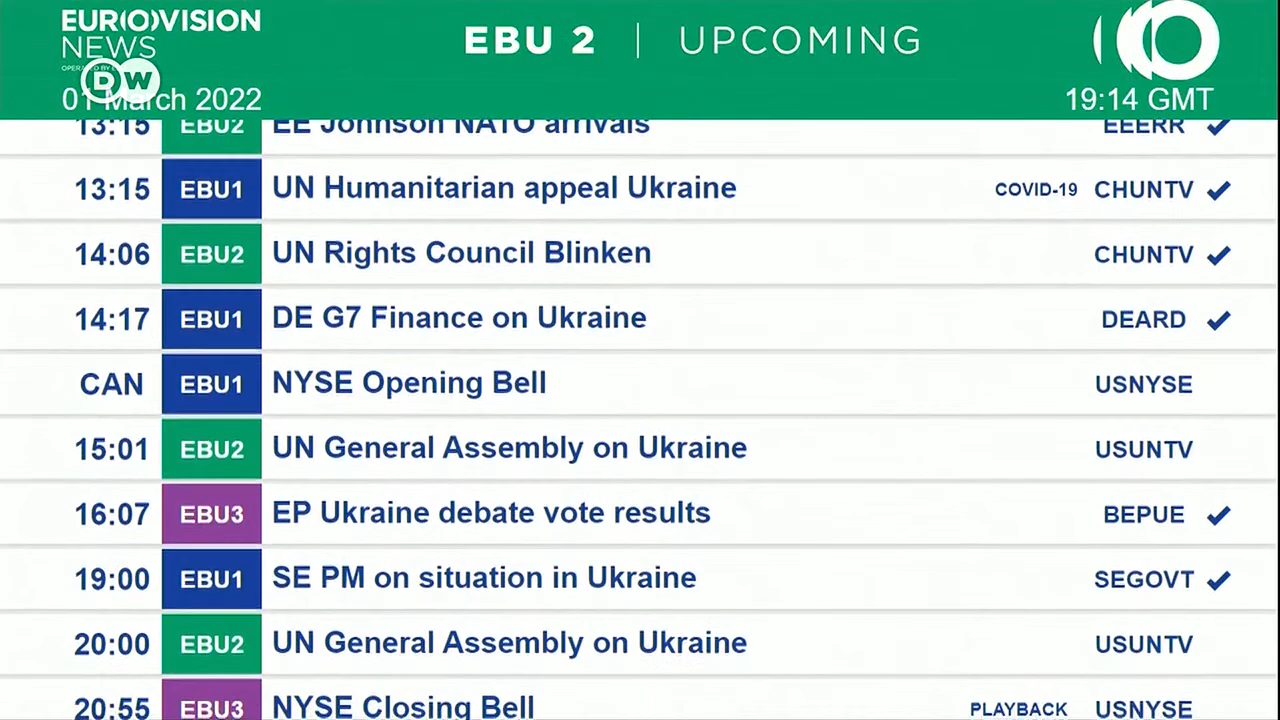 EUROVISION
NEWS
EBU 2 | UPCOMING
OPERATED BY
DW
01 March 2022
19:14 GMT
13:15 EBU2 EE Johnson NATO arrivals EEERR ✔
13:15 EBU1 UN Humanitarian appeal Ukraine COVID-19 CHUNTV ✔
14:06 EBU2 UN Rights Council Blinken CHUNTV ✔
14:17 EBU1 DE G7 Finance on Ukraine DEARD ✔
CAN EBU1 NYSE Opening Bell USNYSE
15:01 EBU2 UN General Assembly on Ukraine USUNTV
16:07 EBU3 EP Ukraine debate vote results BEPUE ✔
19:00 EBU1 SE PM on situation in Ukraine SEGOVT ✔
20:00 EBU2 UN General Assembly on Ukraine USUNTV
20:55 EBU3 NYSE Closing Bell PLAYBACK USNYSE